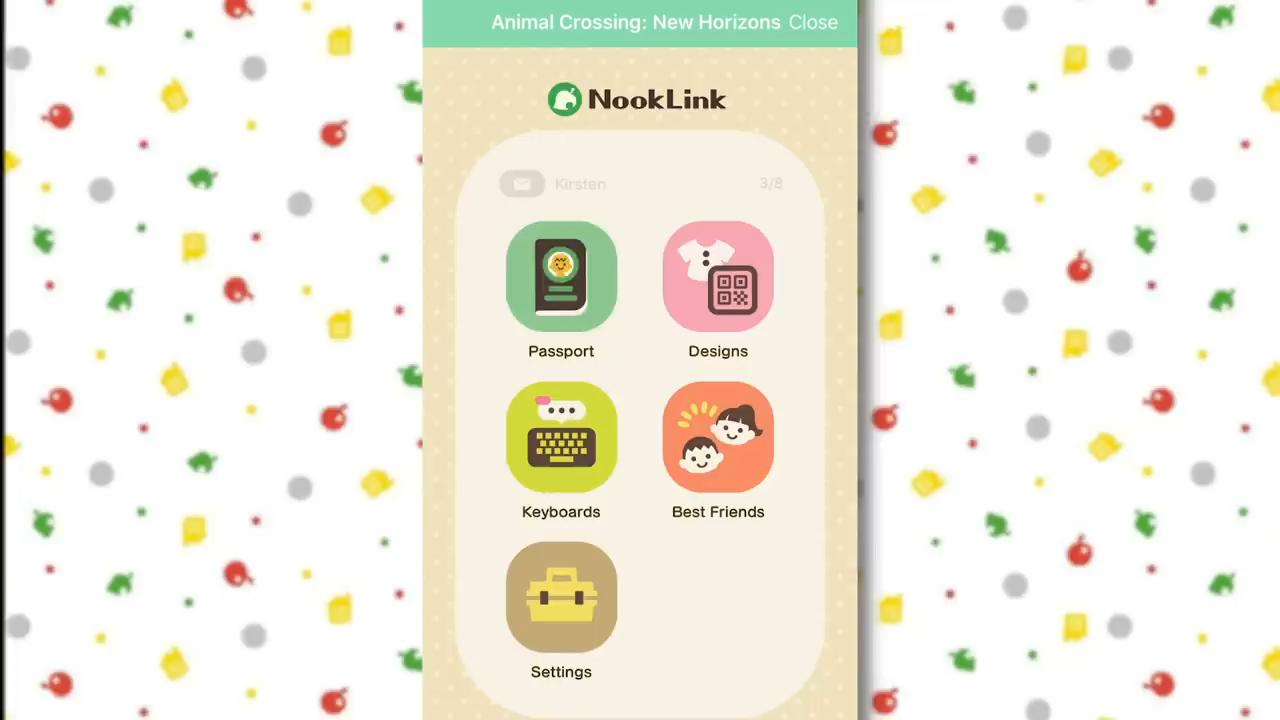 Animal Crossing: New Horizons Close
NookLink
Kirsten 3/8
Passport Designs
Keyboards Best Friends
Settings